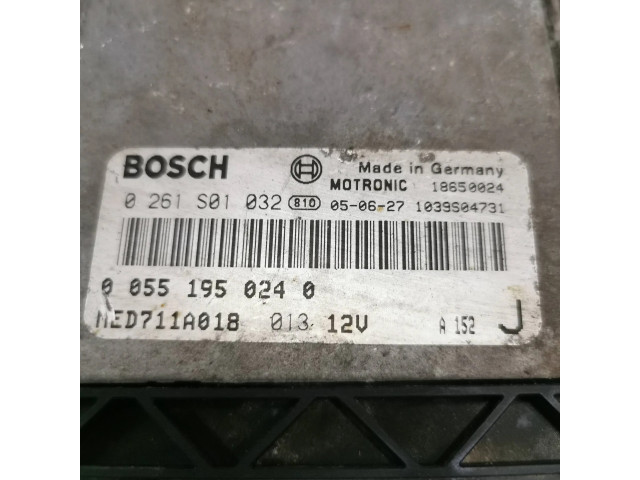 BOSCH Made in Germany
MOTRONIC 18650024
0 261 S01 032 810 05-06-27 1039S04731
0 055 195 024 0
MED711A018 013 12V A 152 J